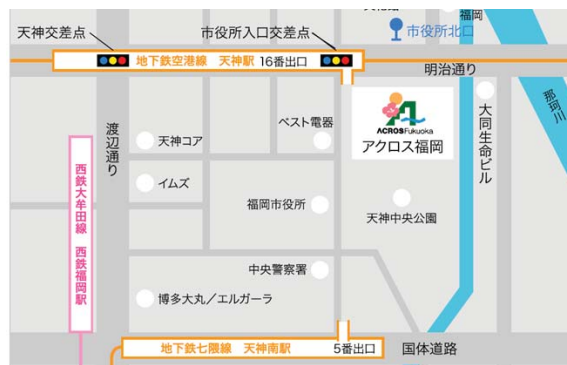 福岡
天神交差点
市役所入口交差点
市役所北口
地下鉄空港線 天神駅 16番出口
明治通り
那珂川
渡辺通り
天神コア
ベスト電器
ACROS Fukuoka
アクロス福岡
大同生命ビル
西鉄大牟田線 西鉄福岡駅
イムズ
福岡市役所
天神中央公園
中央警察署
博多大丸/エルガーラ
地下鉄七隈線 天神南駅 5番出口
国体道路